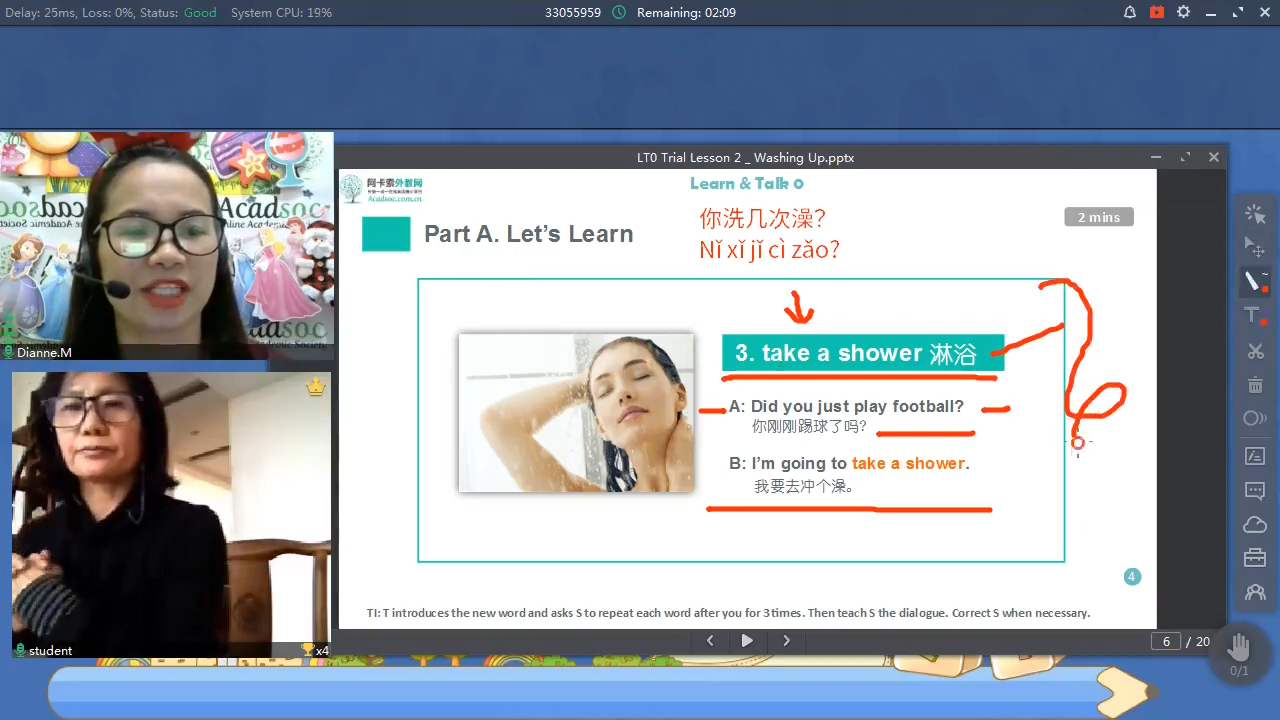 Delay: 25ms, Loss: 0%, Status: Good System CPU: 19%
33055959 Remaining: 02:09
LT0 Trial Lesson 2 _ Washing Up.pptx
阿卡索外教网
Acadsoc.com.cn
Learn & Talk 0
你洗几次澡?
Nǐ xǐ jǐ cì zǎo?
2 mins
Part A. Let's Learn
3. take a shower 淋浴
A: Did you just play football?
你刚刚踢球了吗?
B: I'm going to take a shower.
我要去冲个澡。
4
TI: T introduces the new word and asks S to repeat each word after you for 3 times. Then teach S the dialogue. Correct S when necessary.
6 / 20
0/1
Acadsoc
Dianne.M
student
x4